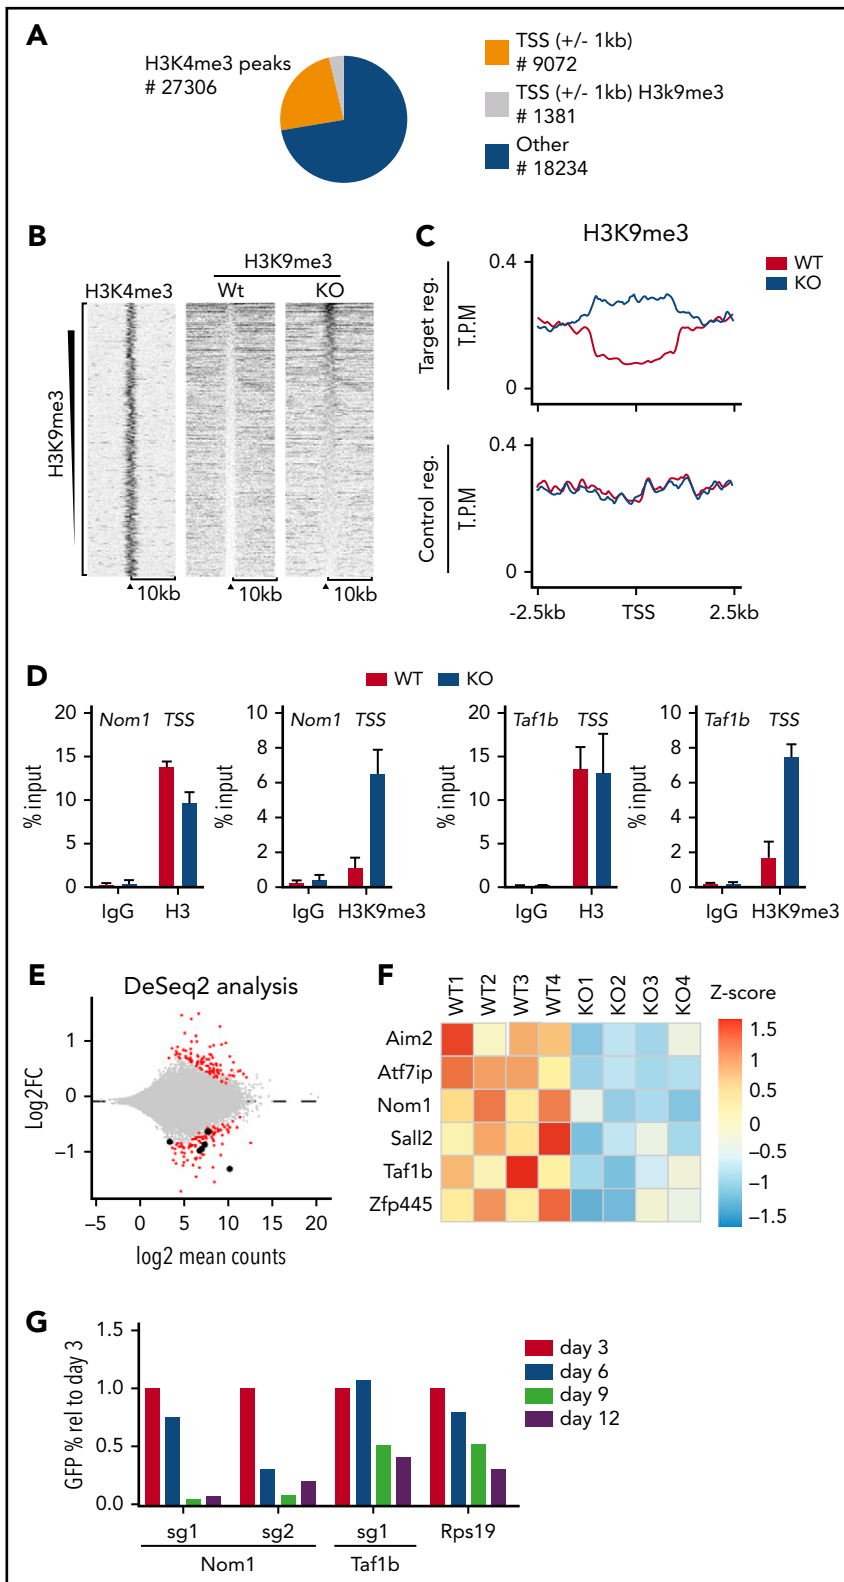 A
H3K4me3 peaks
# 27306
TSS (+/- 1kb)
# 9072
TSS (+/- 1kb) H3k9me3
# 1381
Other
# 18234
B
H3K9me3
H3K4me3 Wt KO
H3K9me3
10kb 10kb 10kb
C
H3K9me3
WT
KO
Target reg.
T.P.M
0.4
0
Control reg.
T.P.M
0.4
0
-2.5kb TSS 2.5kb
D
WT KO
% input
20
15
10
5
0
Nom1 TSS
IgG H3
% input
10
8
6
4
2
0
Nom1 TSS
IgG H3K9me3
% input
20
15
10
5
0
Taf1b TSS
IgG H3
% input
10
8
6
4
2
0
Taf1b TSS
IgG H3K9me3
E
DeSeq2 analysis
Log2FC
1
0
−1
−5 0 5 10 15 20
log2 mean counts
F
WT1 WT2 WT3 WT4 KO1 KO2 KO3 KO4
Aim2
Atf7ip
Nom1
Sall2
Taf1b
Zfp445
Z-score
1.5
1
0.5
0
−0.5
−1
−1.5
G
GFP % rel to day 3
1.5
1.0
0.5
0.0
sg1 sg2 sg1 Rps19
Nom1 Taf1b
day 3
day 6
day 9
day 12